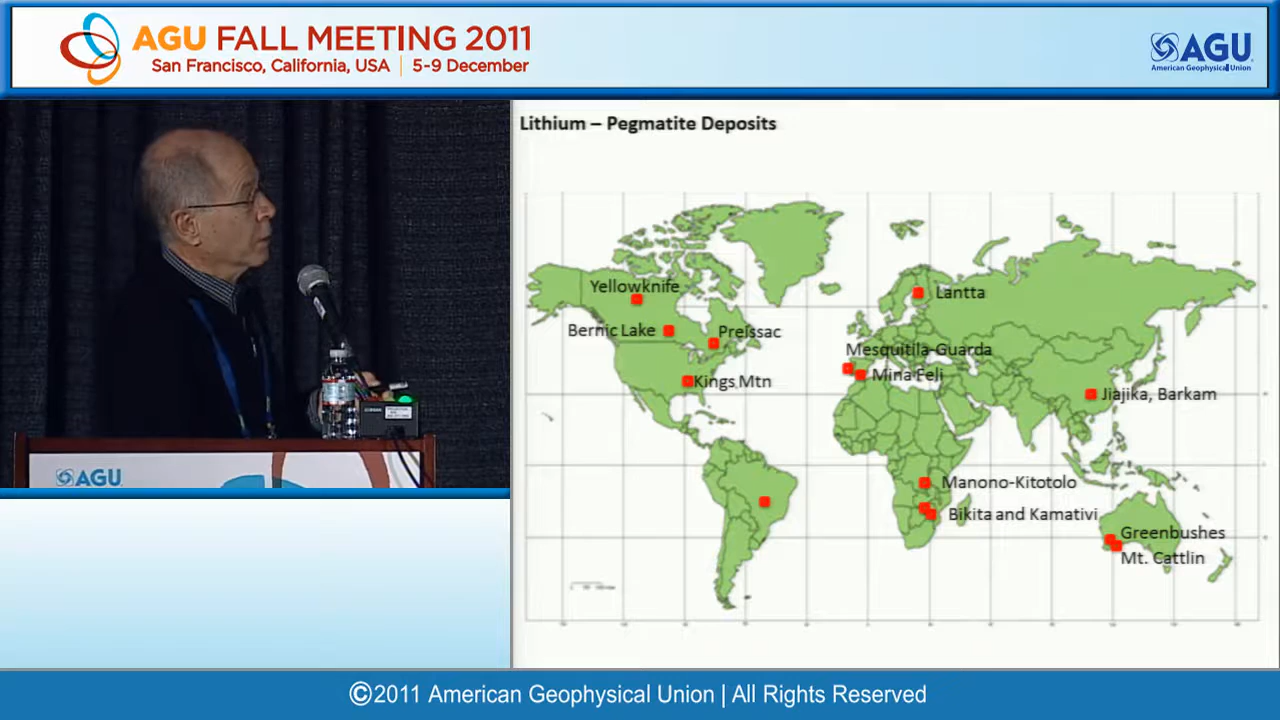 AGU FALL MEETING 2011
San Francisco, California, USA | 5-9 December
AGU
American Geophysical Union
Lithium – Pegmatite Deposits
Yellowknife
Lantta
Bernic Lake
Preissac
Mesquitila-Guarda
Kings Mtn
Mina Feli
Jiajika, Barkam
Manono-Kitotolo
Bikita and Kamativi
Greenbushes
Mt. Cattlin
AGU
©2011 American Geophysical Union | All Rights Reserved